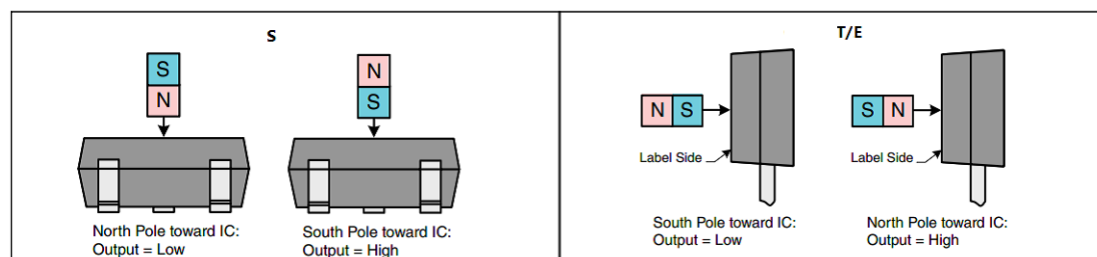 S
S
N
N
S
North Pole toward IC:
Output = Low
South Pole toward IC:
Output = High
T/E
N S
Label Side
South Pole toward IC:
Output = Low
S N
Label Side
North Pole toward IC:
Output = High